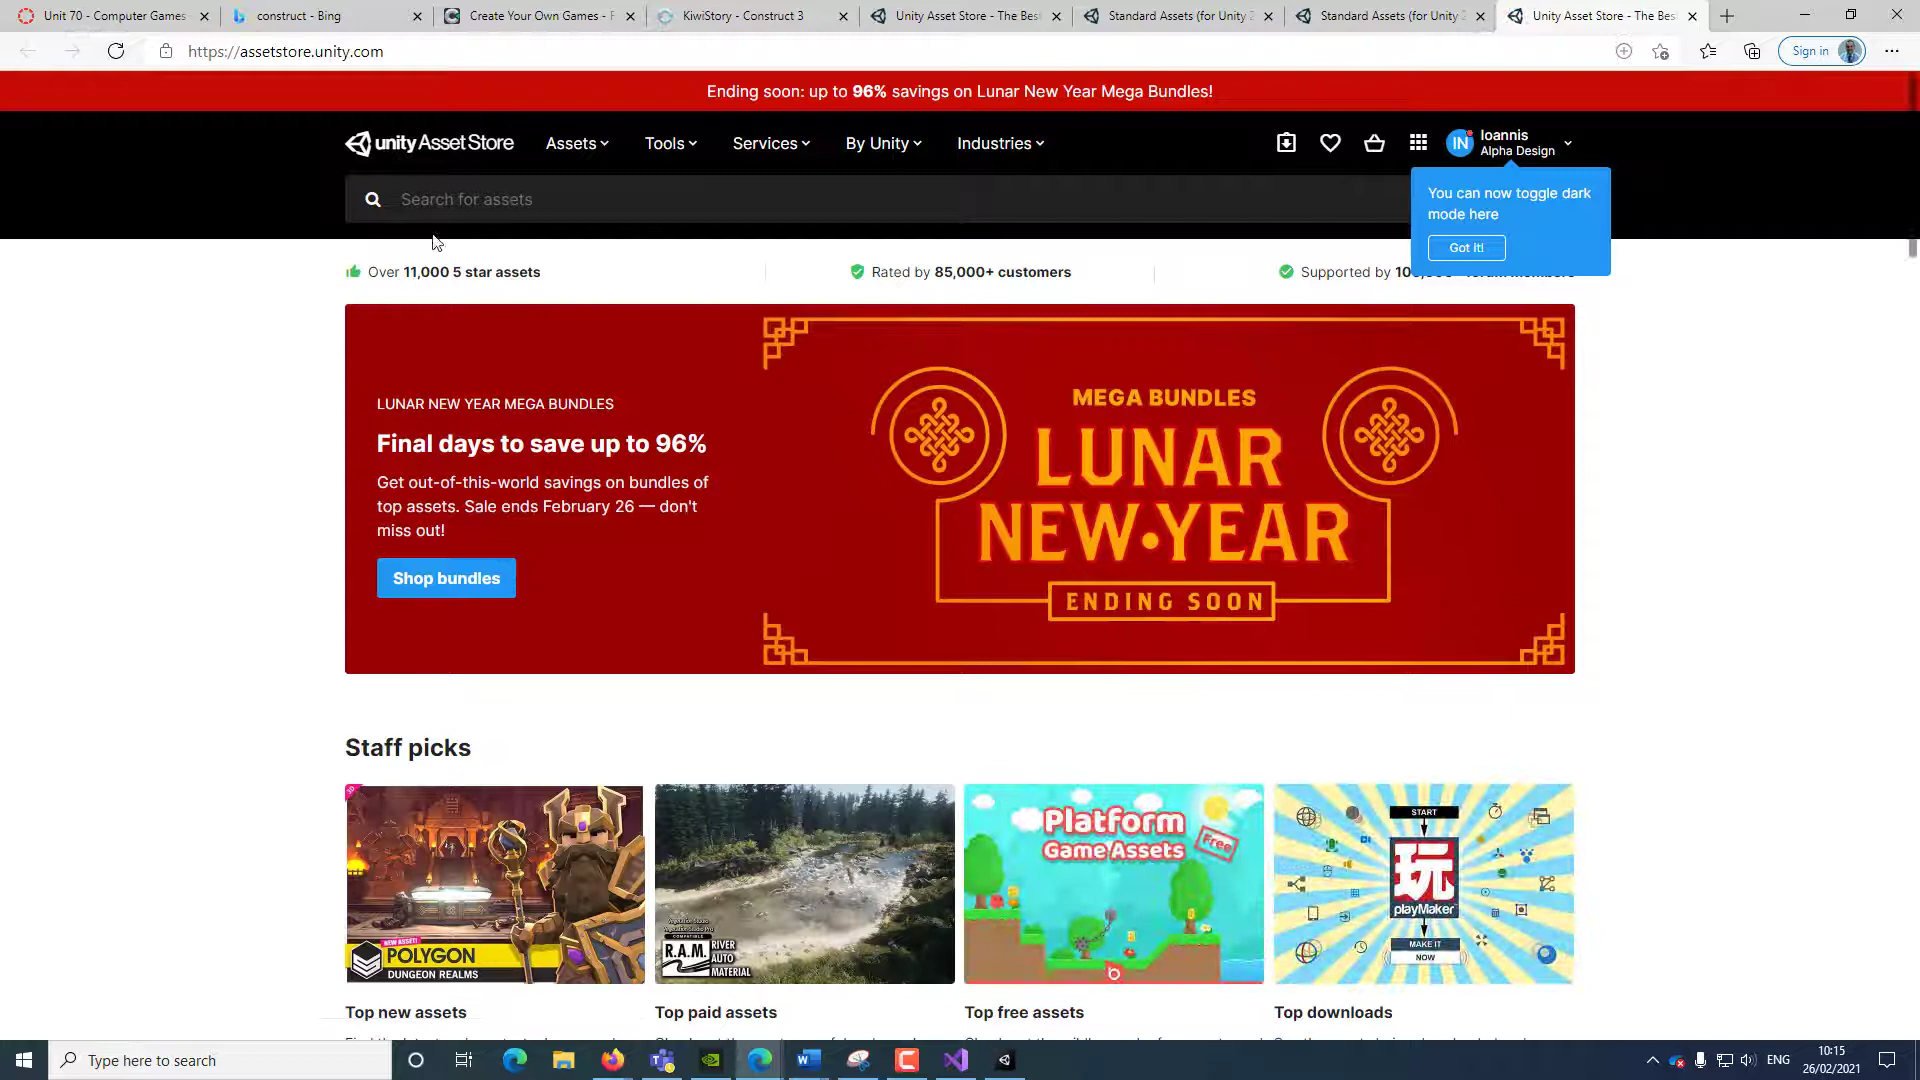 Unit 70 - Computer Games
construct - Bing
Create Your Own Games - F
KiwiStory - Construct 3
Unity Asset Store - The Bes
Standard Assets (for Unity 2
Standard Assets (for Unity 2
Unity Asset Store - The Bes
https://assetstore.unity.com
Sign in
Ending soon: up to 96% savings on Lunar New Year Mega Bundles!
unity Asset Store
Assets
Tools
Services
By Unity
Industries
IN
Ioannis
Alpha Design
Search for assets
You can now toggle dark
mode here
Got it!
Over 11,000 5 star assets
Rated by 85,000+ customers
Supported by 100,000+ forum members
LUNAR NEW YEAR MEGA BUNDLES
Final days to save up to 96%
Get out-of-this-world savings on bundles of
top assets. Sale ends February 26 — don't
miss out!
Shop bundles
MEGA BUNDLES
LUNAR
NEW•YEAR
ENDING SOON
Staff picks
NEW ASSET!
POLYGON
DUNGEON REALMS
R.A.M. RIVER
AUTO
MATERIAL
Platform
Game Assets
Free
START
玩
playMaker
MAKE IT
NOW
Top new assets
Top paid assets
Top free assets
Top downloads
Type here to search
ENG
10:15
26/02/2021